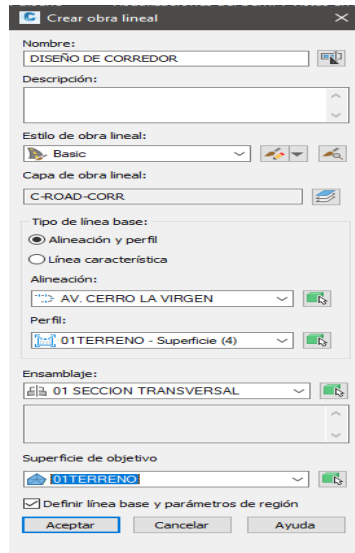 Crear obra lineal
Nombre:
DISEÑO DE CORREDOR
Descripción:
Estilo de obra lineal:
Basic
Capa de obra lineal:
C-ROAD-CORR
Tipo de línea base:
Alineación y perfil
Línea característica
Alineación:
AV. CERRO LA VIRGEN
Perfil:
01TERRENO - Superficie (4)
Ensamblaje:
01 SECCION TRANSVERSAL
Superficie de objetivo
01TERRENO
Definir línea base y parámetros de región
Aceptar Cancelar Ayuda